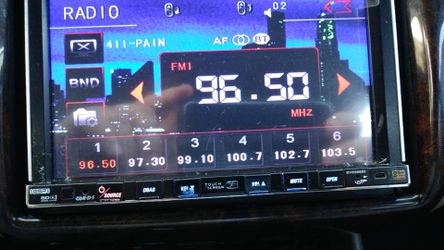 RADIO 02
411-PAIN AF ST
BND
FM1
96.50
MHZ
1 2 3 4 5 6
96.50 97.30 99.10 100.7 102.7 103.5
SOURCE TOUCH SCREEN MUTE OPEN